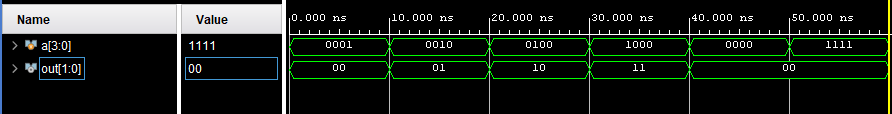 Name Value 0.000 ns 10.000 ns 20.000 ns 30.000 ns 40.000 ns 50.000 ns
a[3:0] 1111 0001 0010 0100 1000 0000 1111
out[1:0] 00 00 01 10 11 00